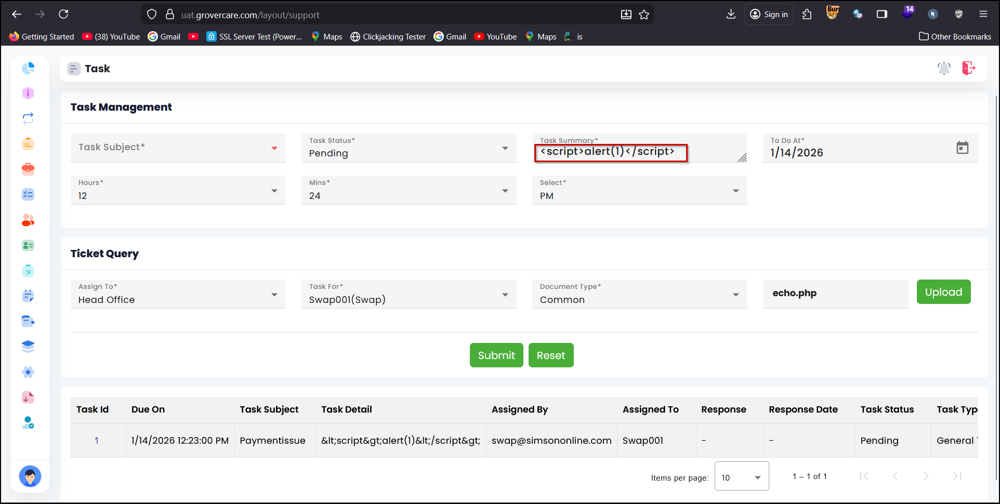 uat.grovercare.com/layout/support
Sign in
Bur
14
CSP
Getting Started
(38) YouTube
Gmail
SSL Server Test (Power...
Maps
Clickjacking Tester
Gmail
YouTube
Maps
is
Other Bookmarks
Task
Task Management
Task Subject*
Task Status*
Pending
Task Summary*
<script>alert(1)</script>
To Do At*
1/14/2026
Hours*
12
Mins*
24
Select*
PM
Ticket Query
Assign To*
Head Office
Task For*
Swap001(Swap)
Document Type*
Common
echo.php
Upload
Submit
Reset
Task Id Due On Task Subject Task Detail Assigned By Assigned To Response Response Date Task Status Task Type
1 1/14/2026 12:23:00 PM Paymentissue &lt;script&gt;alert(1)&lt;/script&gt; swap@simsononline.com Swap001 - - Pending General
Items per page: 10 1 – 1 of 1